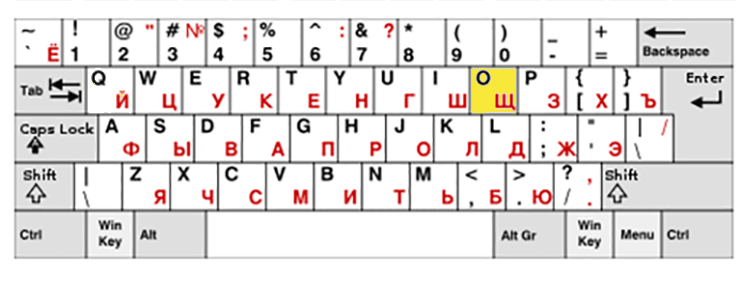 ~ ` Ё ! 1 @ " 2 # № 3 $ ; 4 % 5 ^ : 6 & ? 7 * 8 ( 9 ) 0 _ - + = Backspace
Tab Q Й W Ц E У R К T Е Y Н U Г I Ш O Щ P З { [ Х } ] Ъ Enter
Caps Lock A Ф S Ы D В F А G П H Р J О K Л L Д : ; Ж " ' Э | \ /
Shift | \ Z Я X Ч C С V М B И N Т M Ь < , Б > . Ю ? / , . Shift
Ctrl Win Key Alt Alt Gr Win Key Menu Ctrl